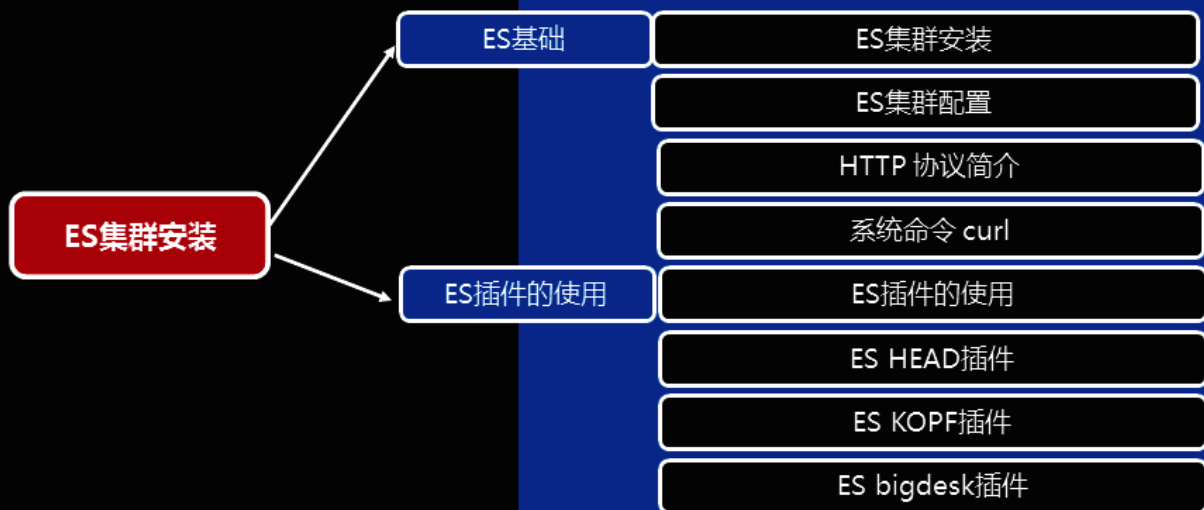 ES集群安装
ES基础
ES集群安装
ES集群配置
HTTP 协议简介
系统命令 curl
ES插件的使用
ES插件的使用
ES HEAD插件
ES KOPF插件
ES bigdesk插件